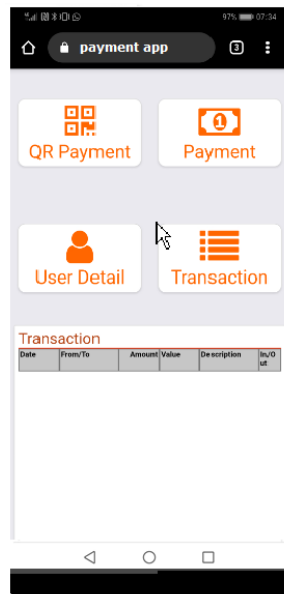 97% 07:34
payment app 3
QR Payment Payment
User Detail Transaction
Transaction
Date From/To Amount Value Description In/O
ut